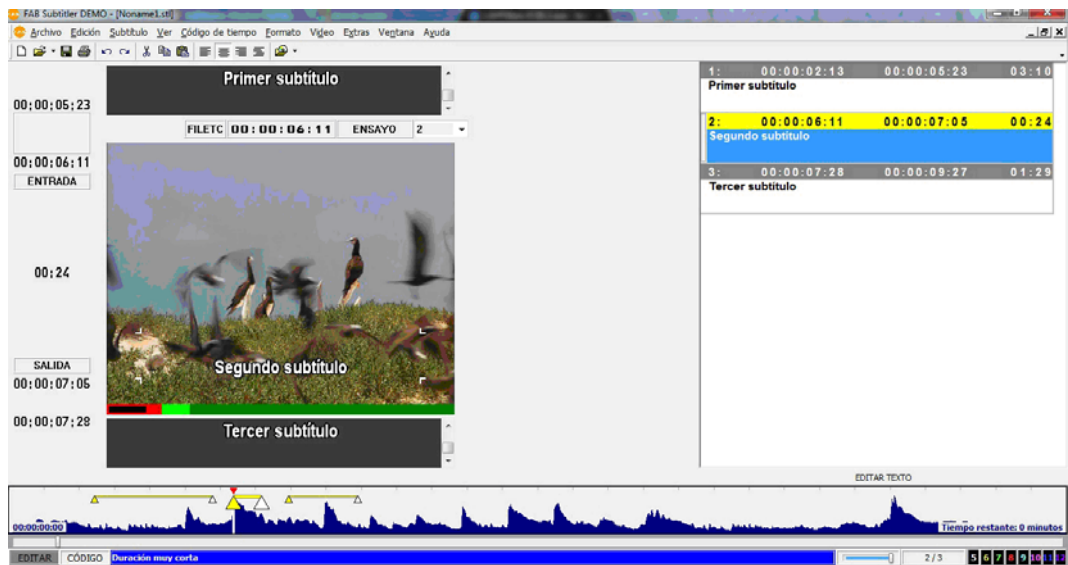 FAB Subtitler DEMO - [Noname1.stl]
Archivo Edición Subtítulo Ver Código de tiempo Formato Video Extras Ventana Ayuda
Primer subtítulo
00:00:05:23
FILETC 00:00:06:11 ENSAYO 2
00:00:06:11
ENTRADA
00:24
Segundo subtítulo
SALIDA
00:00:07:05
00:00:07:28
Tercer subtítulo
1: 00:00:02:13 00:00:05:23 03:10
Primer subtítulo
2: 00:00:06:11 00:00:07:05 00:24
Segundo subtítulo
3: 00:00:07:28 00:00:09:27 01:29
Tercer subtítulo
EDITAR TEXTO
00:00:00:00
Tiempo restante: 0 minutos
EDITAR CÓDIGO Duración muy corta 2/3 5 6 7 8 9 10 11 12